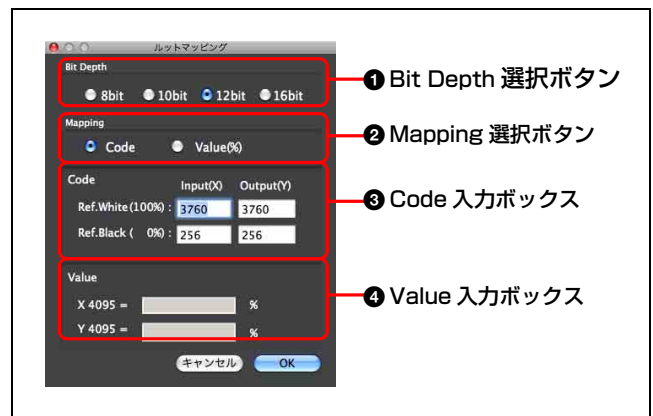 ルットマッピング
Bit Depth
8bit 10bit 12bit 16bit
❶ Bit Depth 選択ボタン
Mapping
Code Value(%)
❷ Mapping 選択ボタン
Code
Input(X) Output(Y)
Ref.White(100%) : 3760 3760
Ref.Black ( 0%) : 256 256
❸ Code 入力ボックス
Value
X 4095 = %
Y 4095 = %
❹ Value 入力ボックス
キャンセル OK